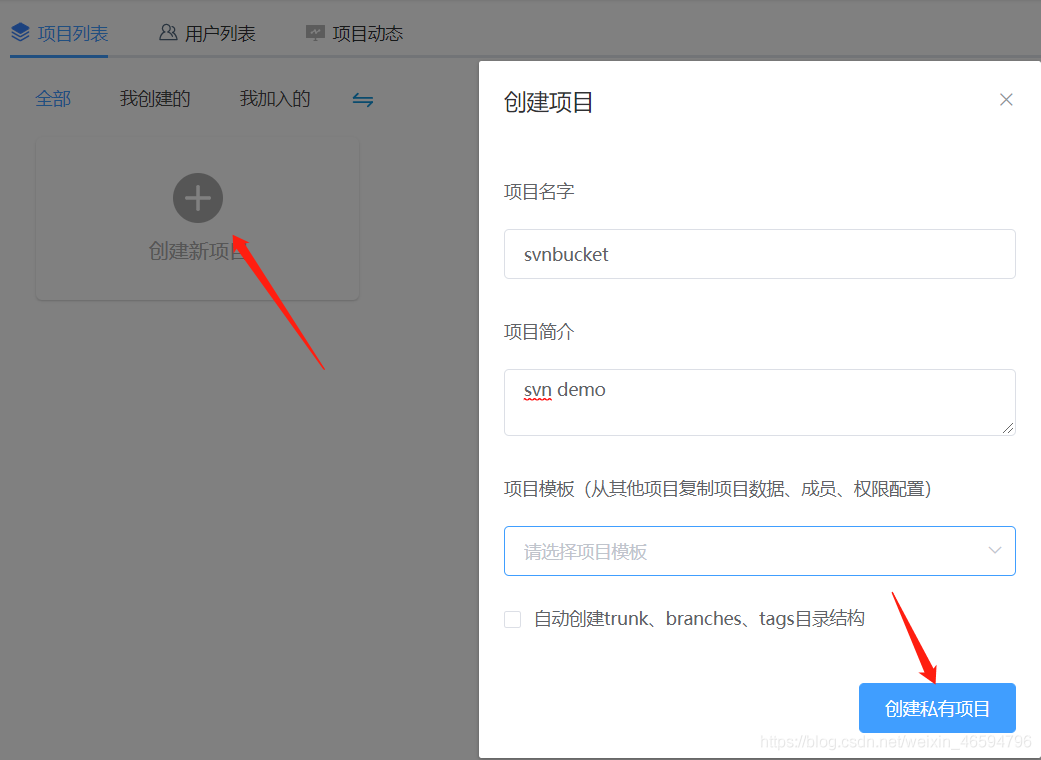 项目列表 用户列表 项目动态
全部 我创建的 我加入的
创建新项目
创建项目
项目名字
svnbucket
项目简介
svn demo
项目模板（从其他项目复制项目数据、成员、权限配置）
请选择项目模板
自动创建trunk、branches、tags目录结构
创建私有项目
https://blog.csdn.net/weixin_46594796